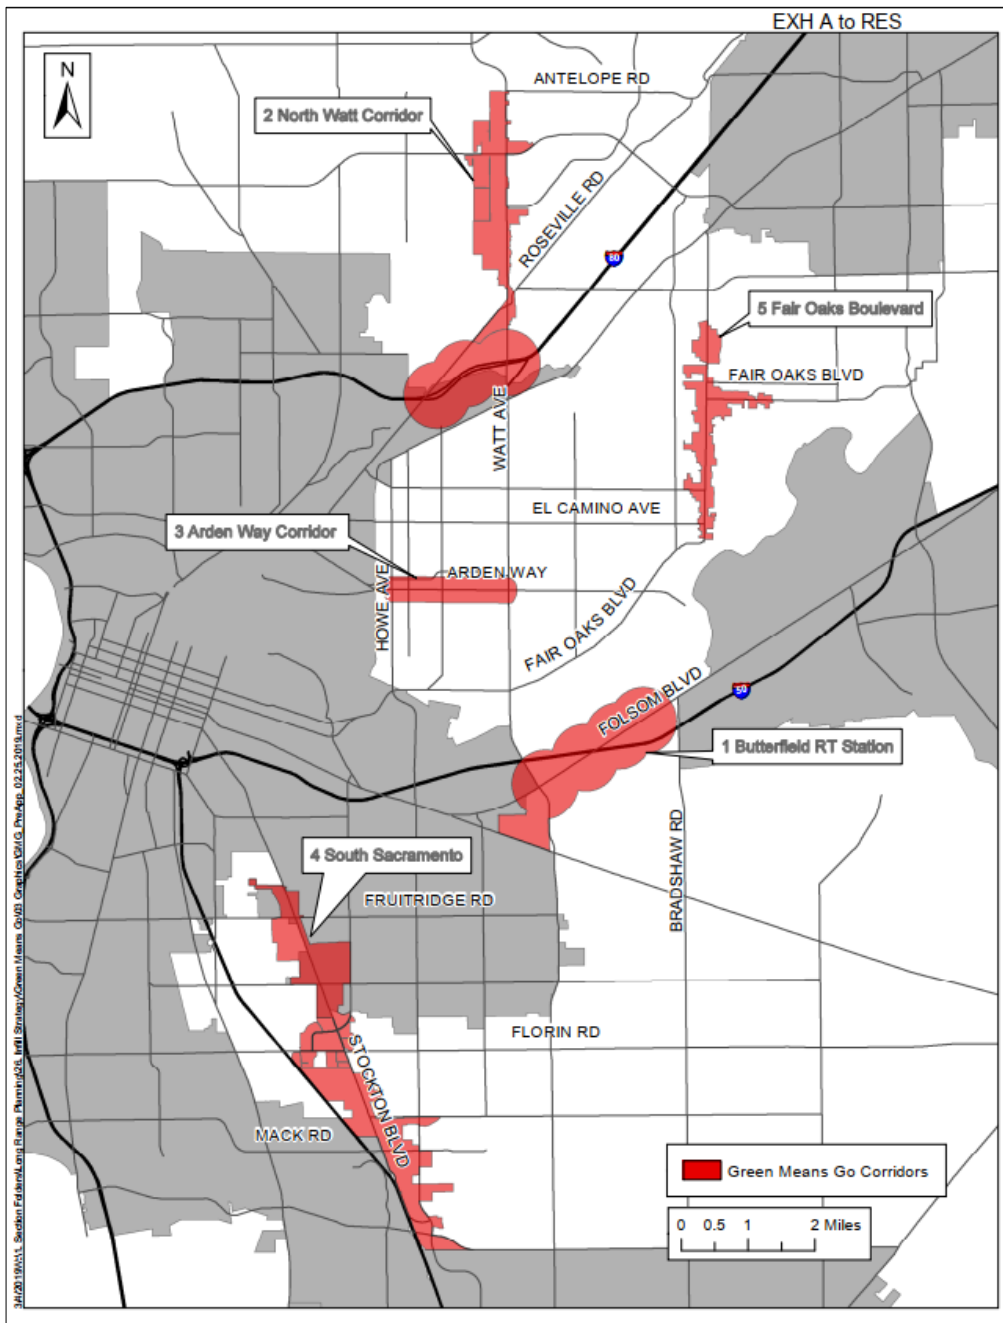 EXH A to RES
N
ANTELOPE RD
2 North Watt Corridor
ROSEVILLE RD
80
5 Fair Oaks Boulevard
FAIR OAKS BLVD
WATT AVE
EL CAMINO AVE
3 Arden Way Corridor
ARDEN WAY
HOWE AVE
FAIR OAKS BLVD
FOLSOM BLVD
50
1 Butterfield RT Station
4 South Sacramento
FRUITRIDGE RD
BRADSHAW RD
FLORIN RD
STOCKTON BLVD
MACK RD
Green Means Go Corridors
0 0.5 1 2 Miles